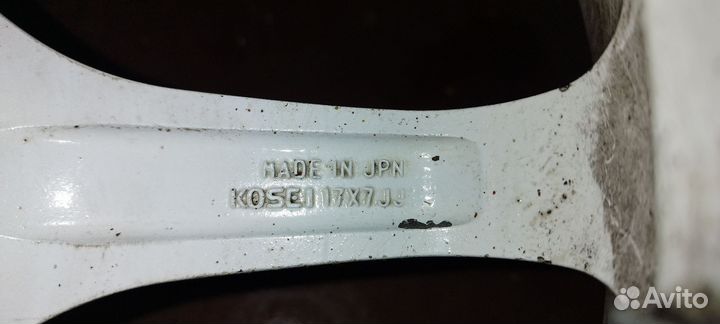 MADE IN JPN
KOSEI 17X7JJ
Avito